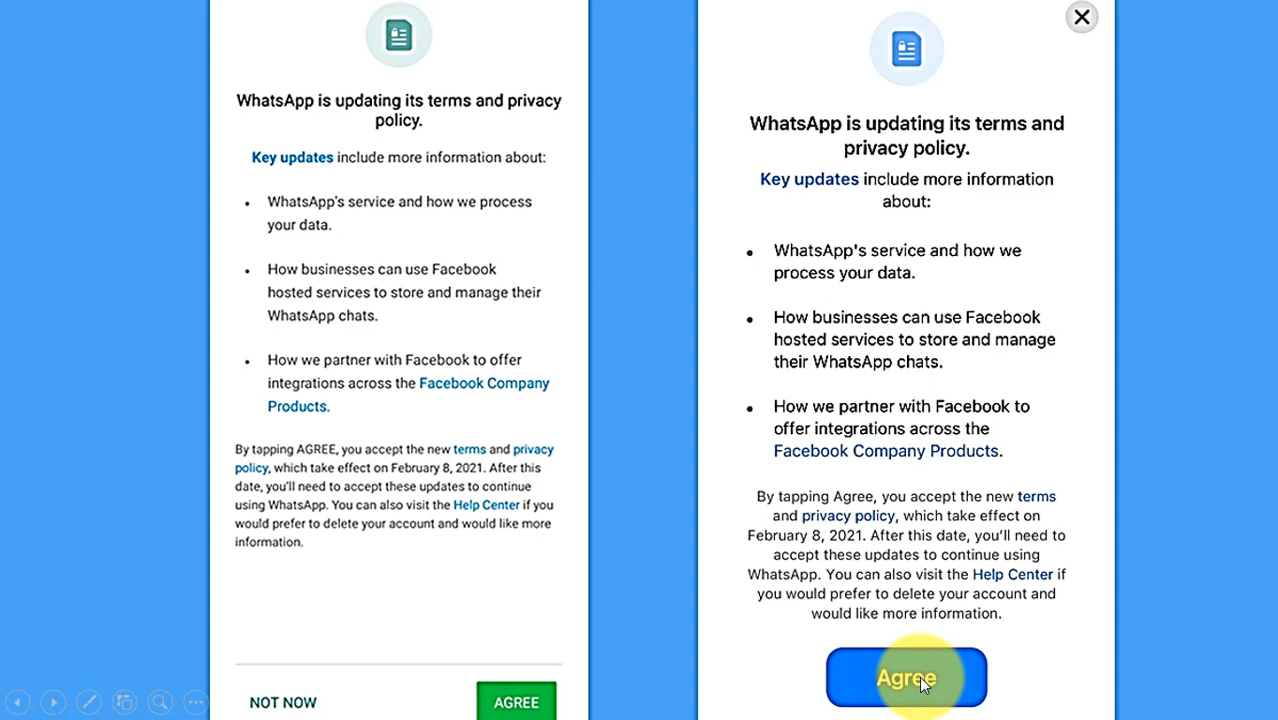 WhatsApp is updating its terms and privacy
policy.
Key updates include more information about:
• WhatsApp's service and how we process
your data.
• How businesses can use Facebook
hosted services to store and manage their
WhatsApp chats.
• How we partner with Facebook to offer
integrations across the Facebook Company
Products.
By tapping AGREE, you accept the new terms and privacy
policy, which take effect on February 8, 2021. After this
date, you'll need to accept these updates to continue
using WhatsApp. You can also visit the Help Center if you
would prefer to delete your account and would like more
information.
NOT NOW
AGREE
WhatsApp is updating its terms and
privacy policy.
Key updates include more information
about:
• WhatsApp's service and how we
process your data.
• How businesses can use Facebook
hosted services to store and manage
their WhatsApp chats.
• How we partner with Facebook to
offer integrations across the
Facebook Company Products.
By tapping Agree, you accept the new terms
and privacy policy, which take effect on
February 8, 2021. After this date, you'll need to
accept these updates to continue using
WhatsApp. You can also visit the Help Center if
you would prefer to delete your account and
would like more information.
Agree